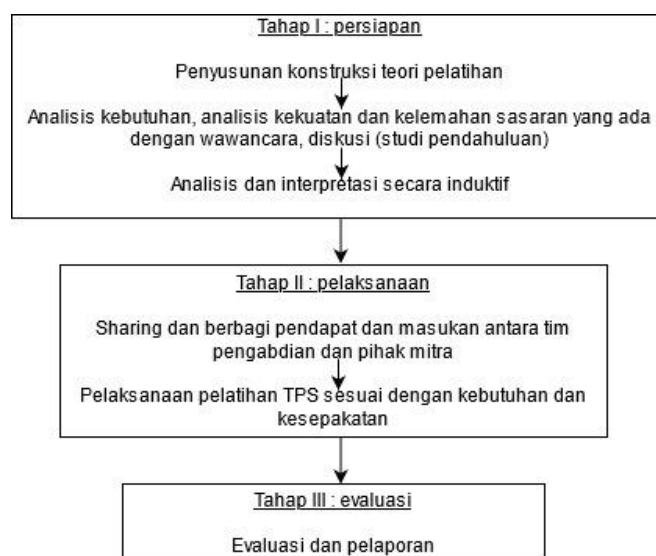 Tahap I : persiapan
Penyusunan konstruksi teori pelatihan
Analisis kebutuhan, analisis kekuatan dan kelemahan sasaran yang ada
dengan wawancara, diskusi (studi pendahuluan)
Analisis dan interpretasi secara induktif
Tahap II : pelaksanaan
Sharing dan berbagi pendapat dan masukan antara tim
pengabdian dan pihak mitra
Pelaksanaan pelatihan TPS sesuai dengan kebutuhan dan
kesepakatan
Tahap III : evaluasi
Evaluasi dan pelaporan